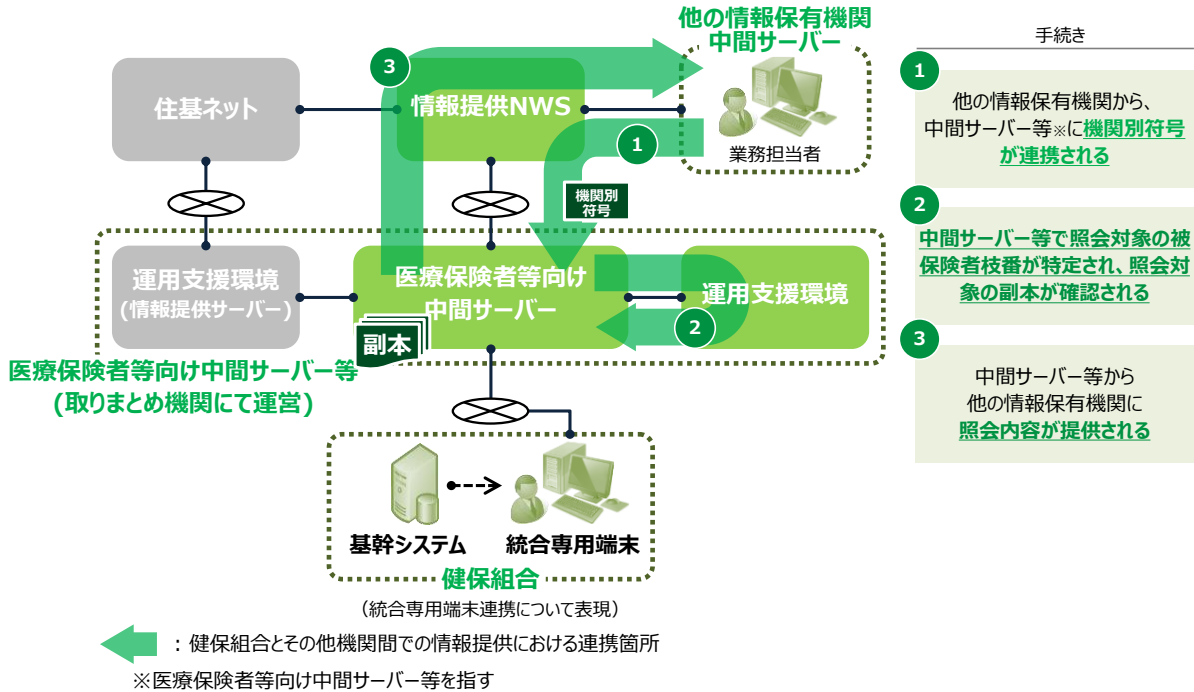 他の情報保有機関
中間サーバー
3
住基ネット
情報提供NWS
業務担当者
1
機関別
符号
運用支援環境
(情報提供サーバー)
医療保険者等向け
中間サーバー
運用支援環境
2
副本
医療保険者等向け中間サーバー等
(取りまとめ機関にて運営)
基幹システム
統合専用端末
健保組合
(統合専用端末連携について表現)
：健保組合とその他機関間での情報提供における連携箇所
※医療保険者等向け中間サーバー等を指す
手続き
1
他の情報保有機関から、
中間サーバー等※に機関別符号
が連携される
2
中間サーバー等で照会対象の被
保険者枝番が特定され、照会対
象の副本が確認される
3
中間サーバー等から
他の情報保有機関に
照会内容が提供される